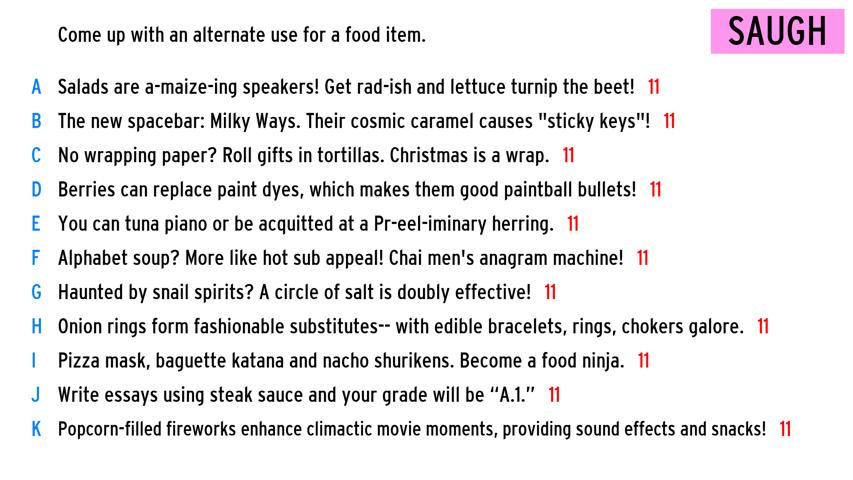 Come up with an alternate use for a food item.
SAUGH
A Salads are a-maize-ing speakers! Get rad-ish and lettuce turnip the beet! 11
B The new spacebar: Milky Ways. Their cosmic caramel causes "sticky keys"! 11
C No wrapping paper? Roll gifts in tortillas. Christmas is a wrap. 11
D Berries can replace paint dyes, which makes them good paintball bullets! 11
E You can tuna piano or be acquitted at a Pr-eel-iminary herring. 11
F Alphabet soup? More like hot sub appeal! Chai men's anagram machine! 11
G Haunted by snail spirits? A circle of salt is doubly effective! 11
H Onion rings form fashionable substitutes-- with edible bracelets, rings, chokers galore. 11
I Pizza mask, baguette katana and nacho shurikens. Become a food ninja. 11
J Write essays using steak sauce and your grade will be “A.1.” 11
K Popcorn-filled fireworks enhance climactic movie moments, providing sound effects and snacks! 11